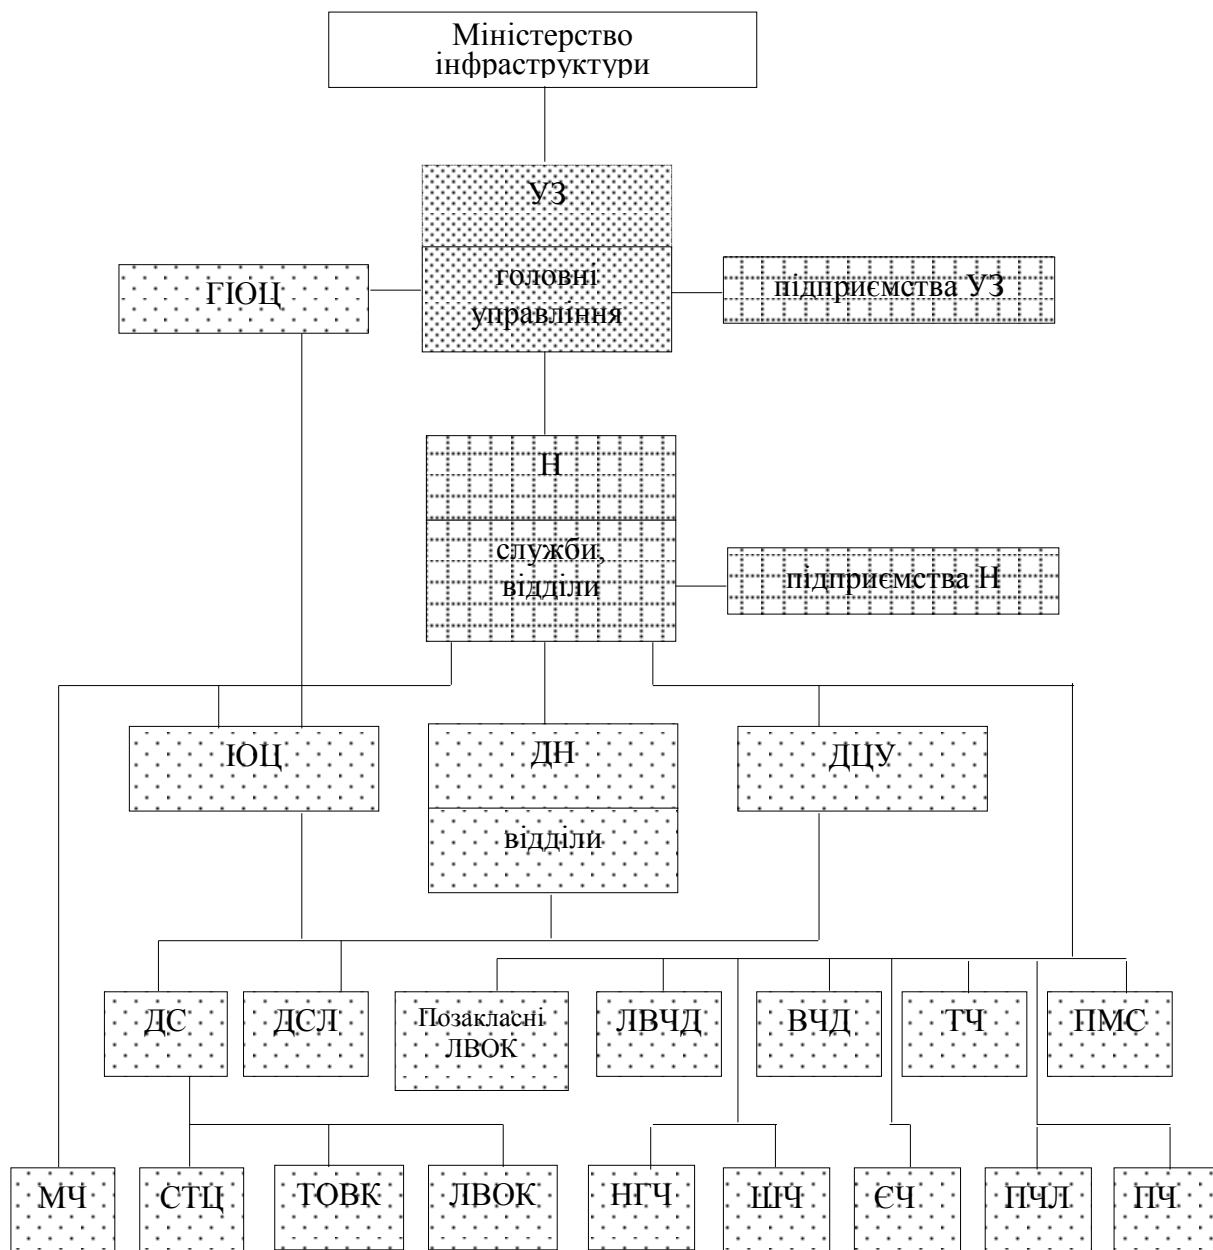 Міністерство
інфраструктури
УЗ
головні
управління
ГІОЦ
підприємства УЗ
Н
служби,
відділи
підприємства Н
ЮЦ
ДН
відділи
ДЦУ
ДС
ДСЛ
Позакласні
ЛВОК
ЛВЧД
ВЧД
ТЧ
ПМС
МЧ
СТЦ
ТОВК
ЛВОК
НГЧ
ШЧ
ЄЧ
ПЧЛ
ПЧ